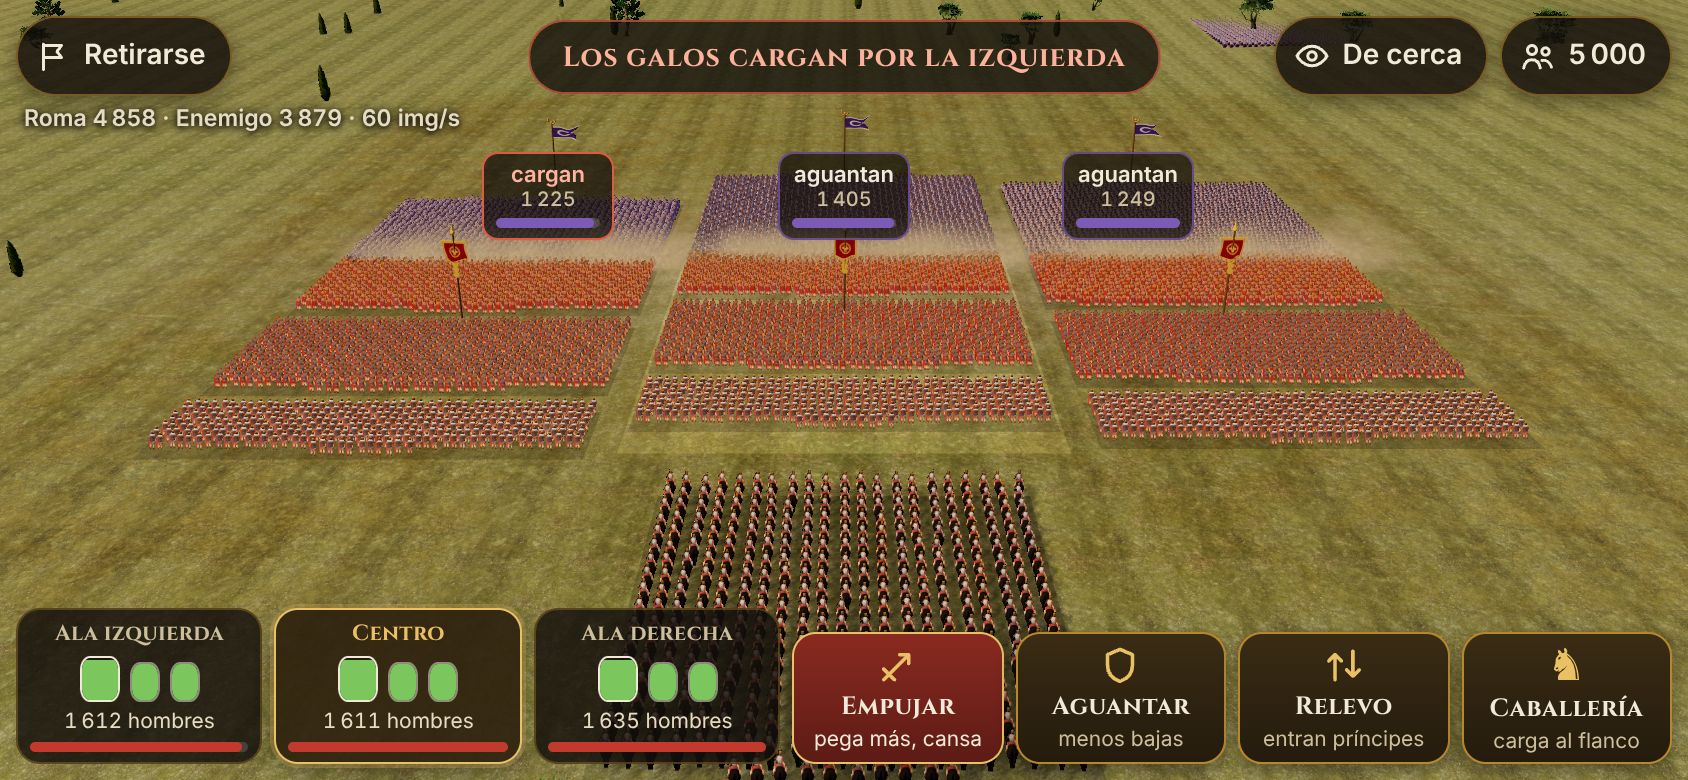 Retirarse
Los galos cargan por la izquierda
De cerca
5 000
Roma 4 858 · Enemigo 3 879 · 60 img/s
cargan
1 225
aguantan
1 405
aguantan
1 249
Ala izquierda
1 612 hombres
Centro
1 611 hombres
Ala derecha
1 635 hombres
Empujar
pega más, cansa
Aguantar
menos bajas
Relevo
entran príncipes
Caballería
carga al flanco